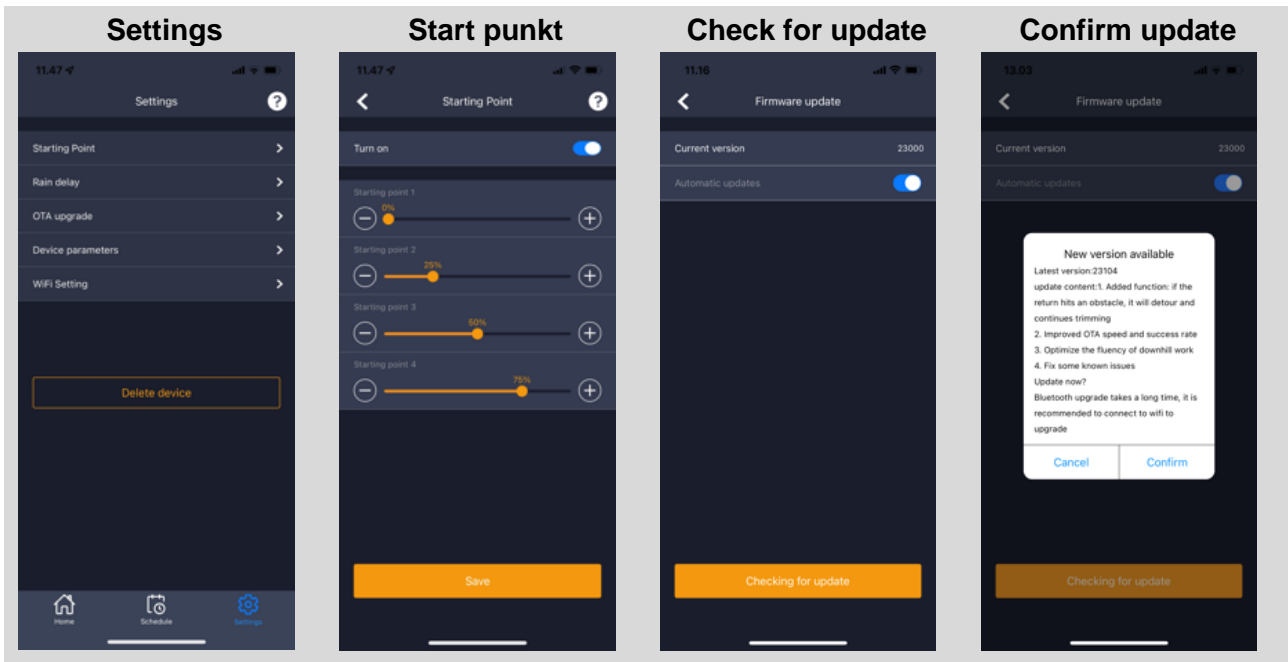 Settings
11.47
Settings
?
Starting Point
Rain delay
OTA upgrade
Device parameters
WiFi Setting
Delete device
Home
Schedule
Settings
Start punkt
11.47
Starting Point
?
Turn on
Starting point 1
0%
Starting point 2
25%
Starting point 3
50%
Starting point 4
75%
Save
Check for update
11.16
Firmware update
Current version 23000
Automatic updates
Checking for update
Confirm update
13.03
Firmware update
Current version 23000
Automatic updates
New version available
Latest version:23104
update content:1. Added function: if the
return hits an obstacle, it will detour and
continues trimming
2. Improved OTA speed and success rate
3. Optimize the fluency of downhill work
4. Fix some known issues
Update now?
Bluetooth upgrade takes a long time, it is
recommended to connect to wifi to
upgrade
Cancel Confirm
Checking for update